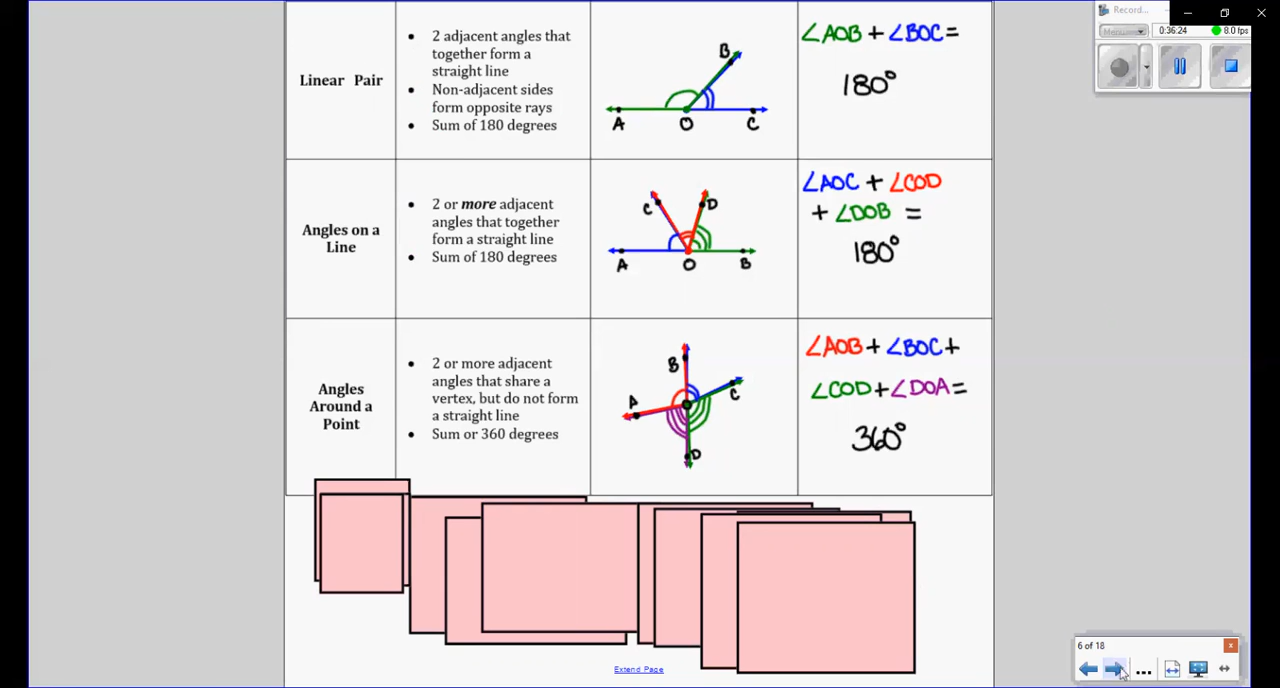 Record...
0:36:24
8.0 fps
Linear Pair
• 2 adjacent angles that
together form a
straight line
• Non-adjacent sides
form opposite rays
• Sum of 180 degrees
B
A
O
C
∠AOB + ∠BOC =
180°
Angles on a
Line
• 2 or more adjacent
angles that together
form a straight line
• Sum of 180 degrees
C
D
A
O
B
∠AOC + ∠COD
+ ∠DOB =
180°
Angles
Around a
Point
• 2 or more adjacent
angles that share a
vertex, but do not form
a straight line
• Sum or 360 degrees
B
A
C
D
∠AOB + ∠BOC +
∠COD + ∠DOA =
360°
Extend Page
6 of 18